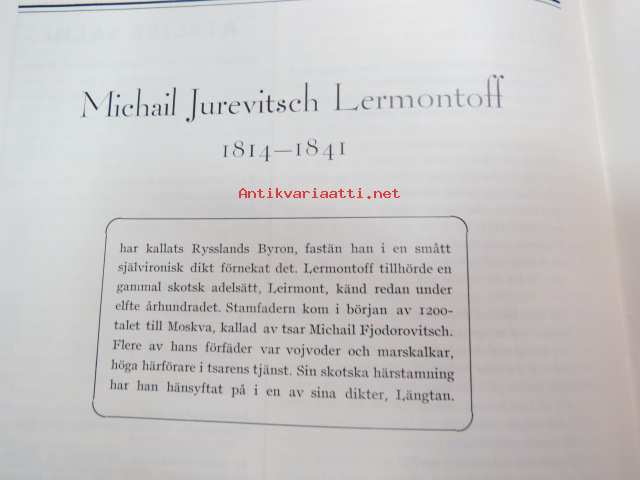 Michail Jurevitsch Lermontoff
1814—1841
Antikvariaatti.net
har kallats Rysslands Byron, fastän han i en smått
självironisk dikt förnekat det. Lermontoff tillhörde en
gammal skotsk adelsätt, Leirmont, känd redan under
elfte århundradet. Stamfadern kom i början av 1200-
talet till Moskva, kallad av tsar Michail Fjodorovitsch.
Flere av hans förfäder var vojvoder och marskalkar,
höga härförare i tsarens tjänst. Sin skotska härstamning
har han hänsyftat på i en av sina dikter, Längtan.